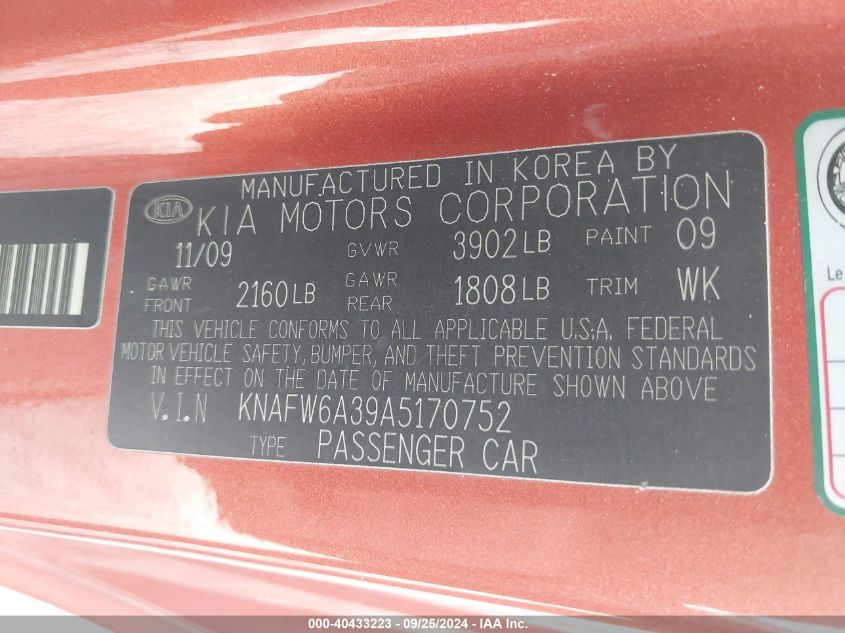 MANUFACTURED IN KOREA BY
KIA KIA MOTORS CORPORATION
11/09 GVWR 3902LB PAINT 09
GAWR FRONT 2160LB GAWR REAR 1808LB TRIM WK
THIS VEHICLE CONFORMS TO ALL APPLICABLE U.S.A. FEDERAL
MOTOR VEHICLE SAFETY, BUMPER, AND THEFT PREVENTION STANDARDS
IN EFFECT ON THE DATE OF MANUFACTURE SHOWN ABOVE
V.I.N KNAFW6A39A5170752
TYPE PASSENGER CAR
Le
000-40433223 - 09/25/2024 - © IAA, Inc.